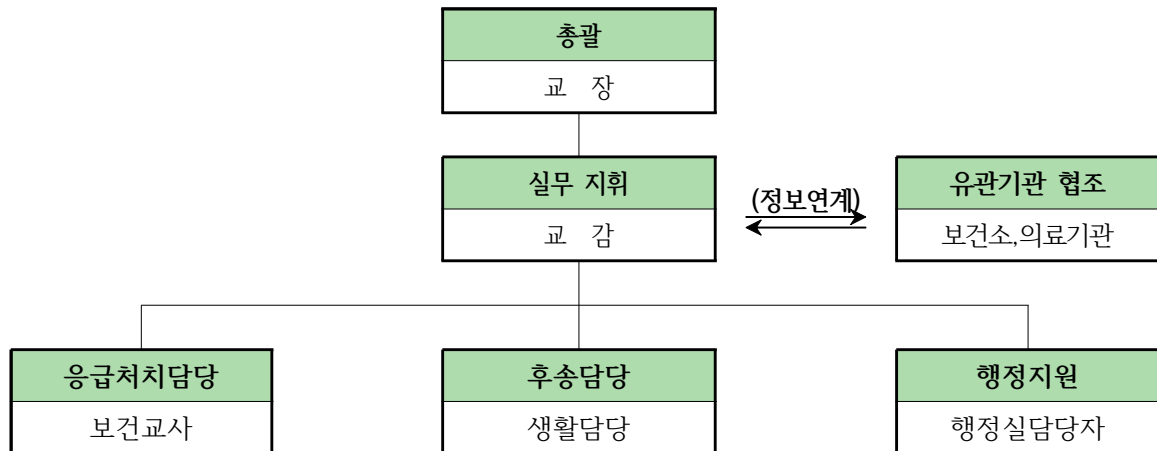 총괄
교 장
실무 지휘
교 감
(정보연계)
유관기관 협조
보건소,의료기관
응급처치담당
보건교사
후송담당
생활담당
행정지원
행정실담당자